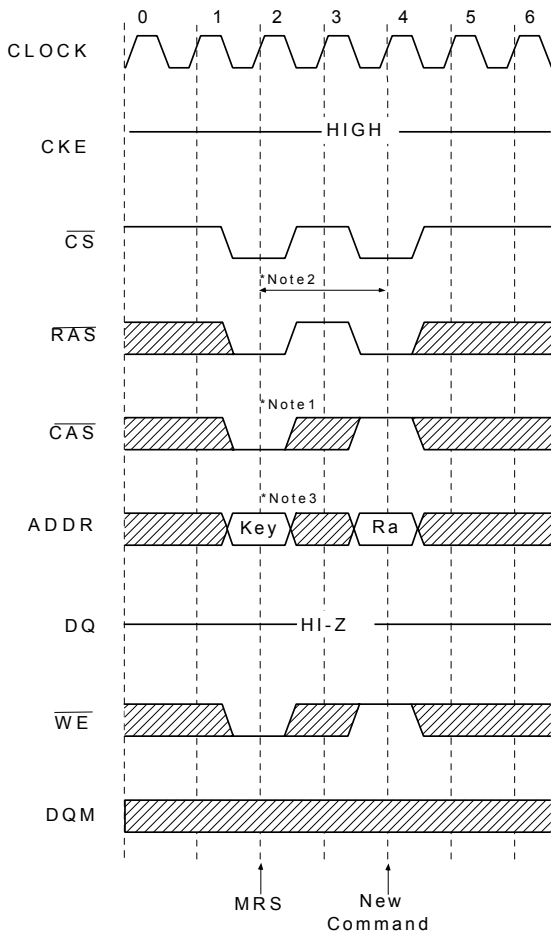 0 1 2 3 4 5 6
CLOCK
CKE
HIGH
CS
*Note2
RAS
*Note1
CAS
*Note3
ADDR
Key
Ra
DQ
HI-Z
WE
DQM
MRS
New
Command